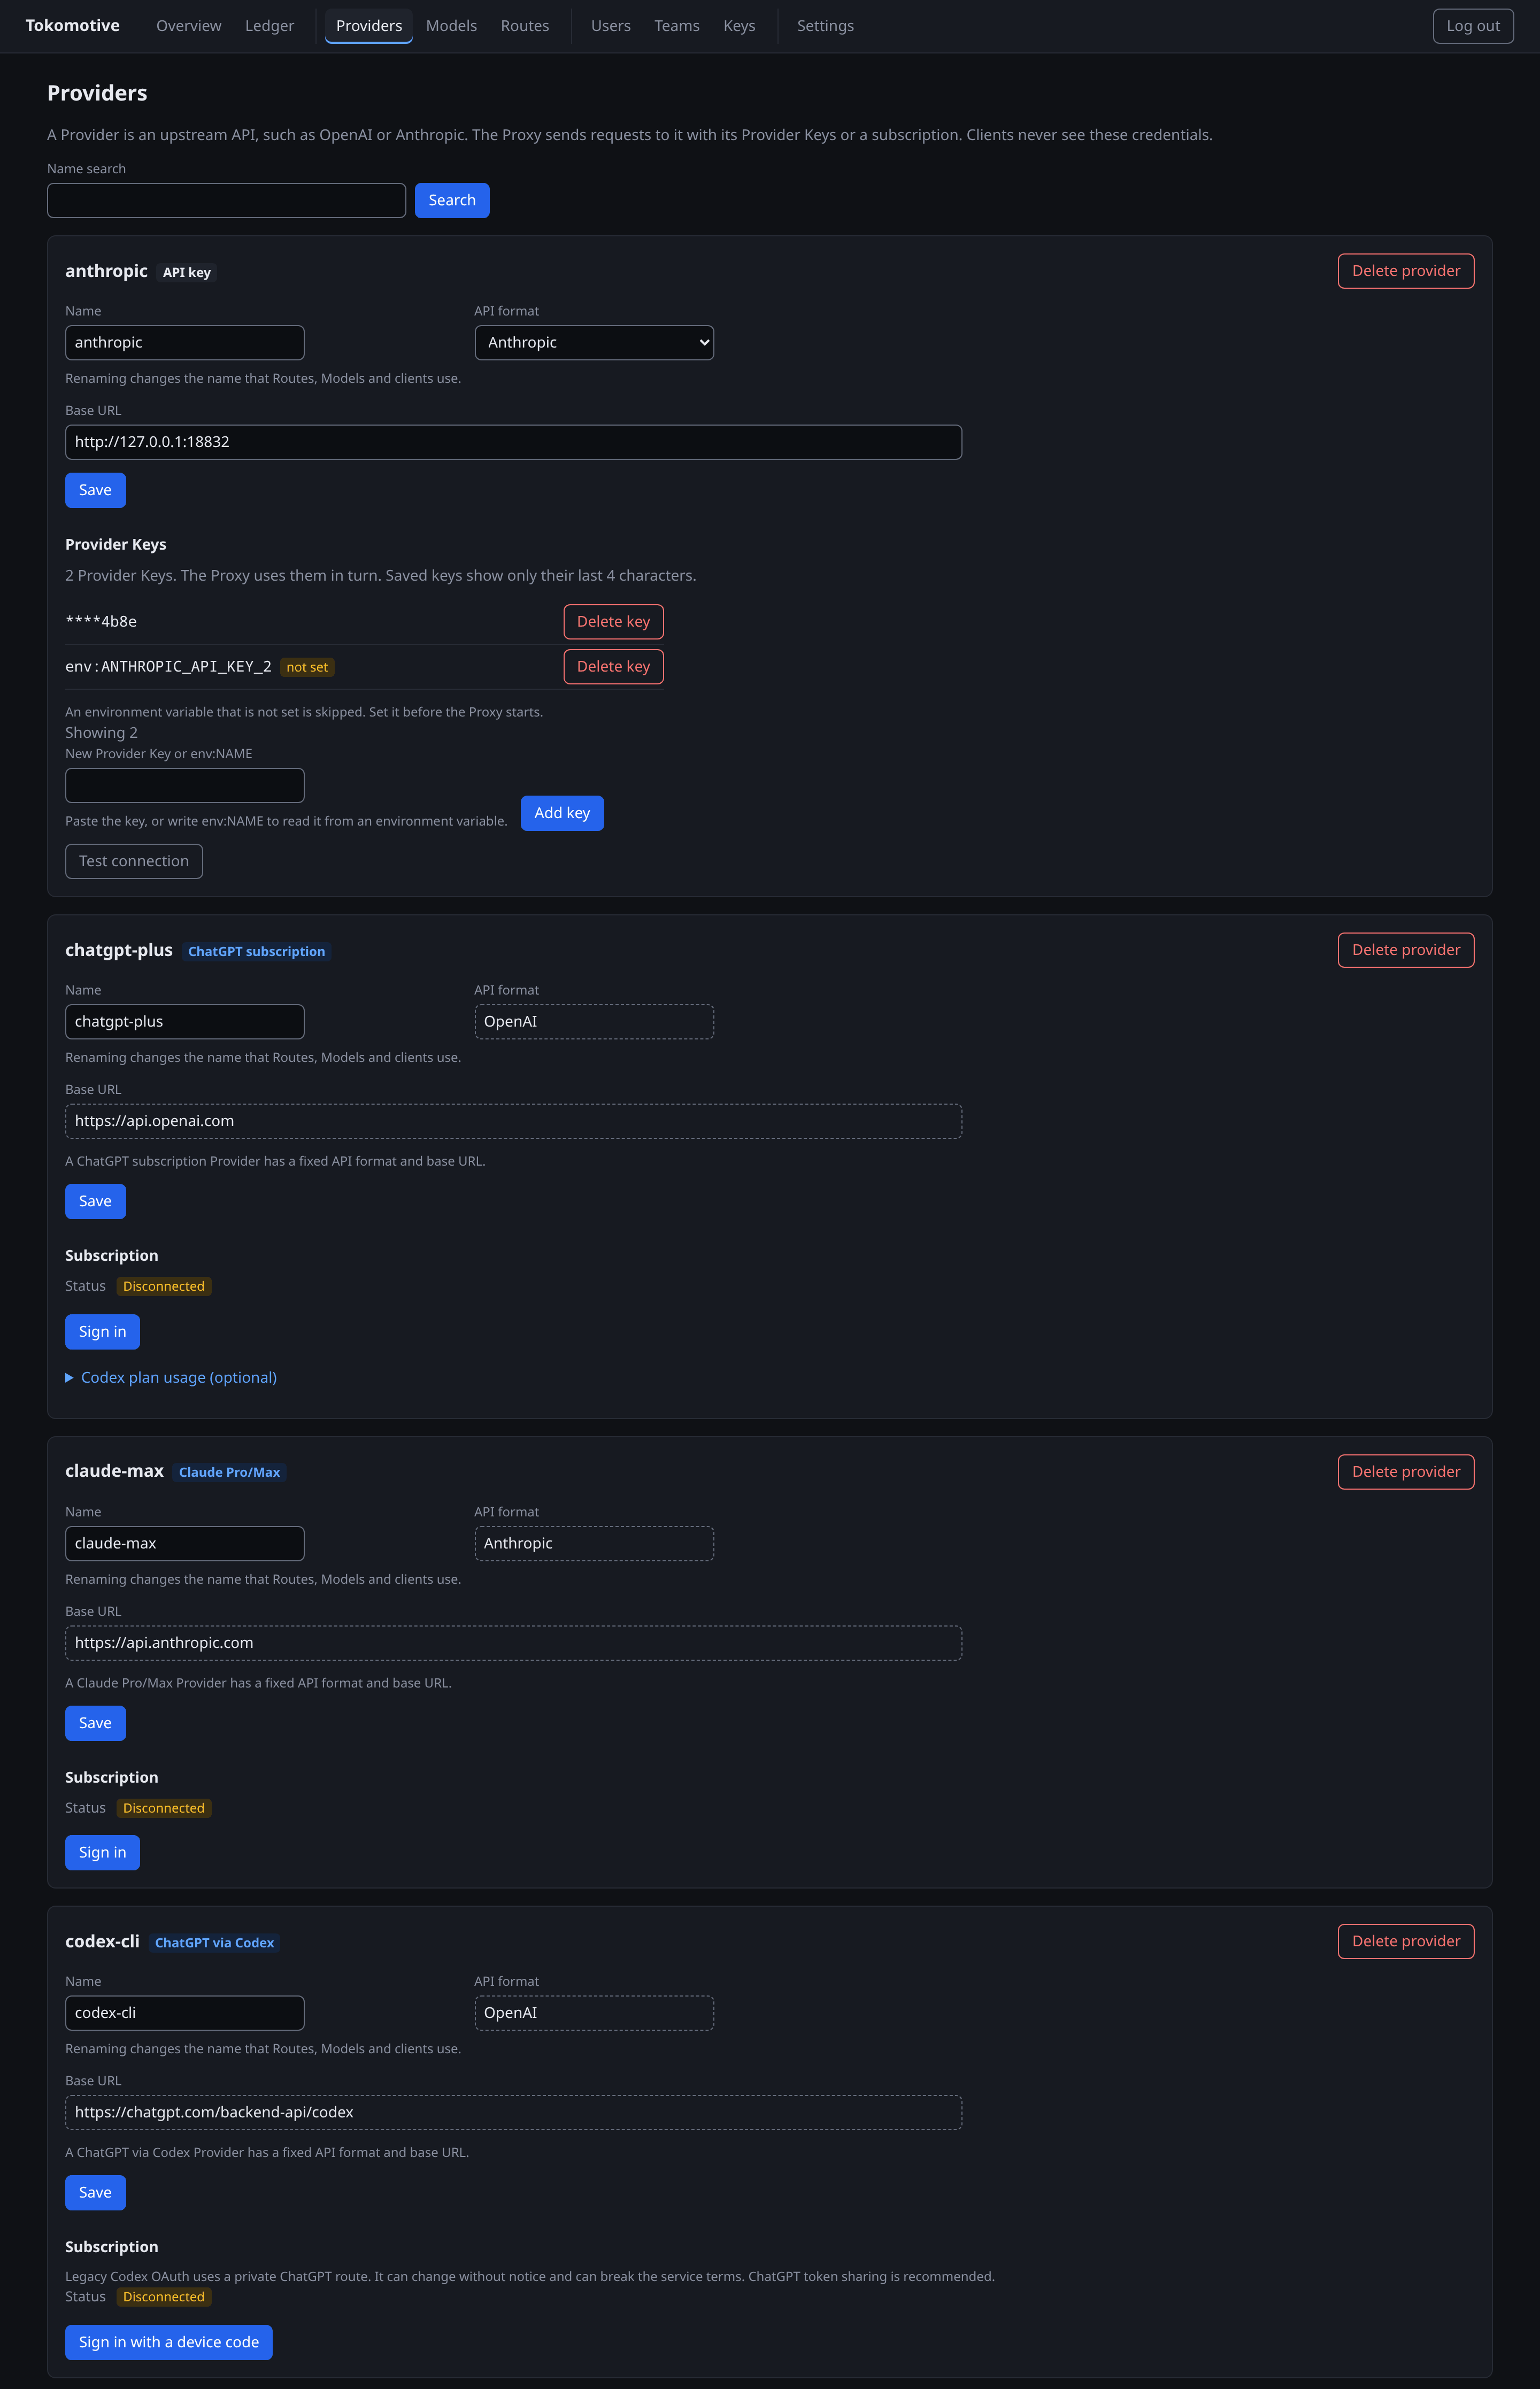 Tokomotive Overview Ledger Providers Models Routes Users Teams Keys Settings Log out
Providers
A Provider is an upstream API, such as OpenAI or Anthropic. The Proxy sends requests to it with its Provider Keys or a subscription. Clients never see these credentials.
Name search
Search
anthropic API key Delete provider
Name API format
anthropic Anthropic
Renaming changes the name that Routes, Models and clients use.
Base URL
http://127.0.0.1:18832
Save
Provider Keys
2 Provider Keys. The Proxy uses them in turn. Saved keys show only their last 4 characters.
****4b8e Delete key
env:ANTHROPIC_API_KEY_2 not set Delete key
An environment variable that is not set is skipped. Set it before the Proxy starts.
Showing 2
New Provider Key or env:NAME
Paste the key, or write env:NAME to read it from an environment variable. Add key
Test connection
chatgpt-plus ChatGPT subscription Delete provider
Name API format
chatgpt-plus OpenAI
Renaming changes the name that Routes, Models and clients use.
Base URL
https://api.openai.com
A ChatGPT subscription Provider has a fixed API format and base URL.
Save
Subscription
Status Disconnected
Sign in
Codex plan usage (optional)
claude-max Claude Pro/Max Delete provider
Name API format
claude-max Anthropic
Renaming changes the name that Routes, Models and clients use.
Base URL
https://api.anthropic.com
A Claude Pro/Max Provider has a fixed API format and base URL.
Save
Subscription
Status Disconnected
Sign in
codex-cli ChatGPT via Codex Delete provider
Name API format
codex-cli OpenAI
Renaming changes the name that Routes, Models and clients use.
Base URL
https://chatgpt.com/backend-api/codex
A ChatGPT via Codex Provider has a fixed API format and base URL.
Save
Subscription
Legacy Codex OAuth uses a private ChatGPT route. It can change without notice and can break the service terms. ChatGPT token sharing is recommended.
Status Disconnected
Sign in with a device code